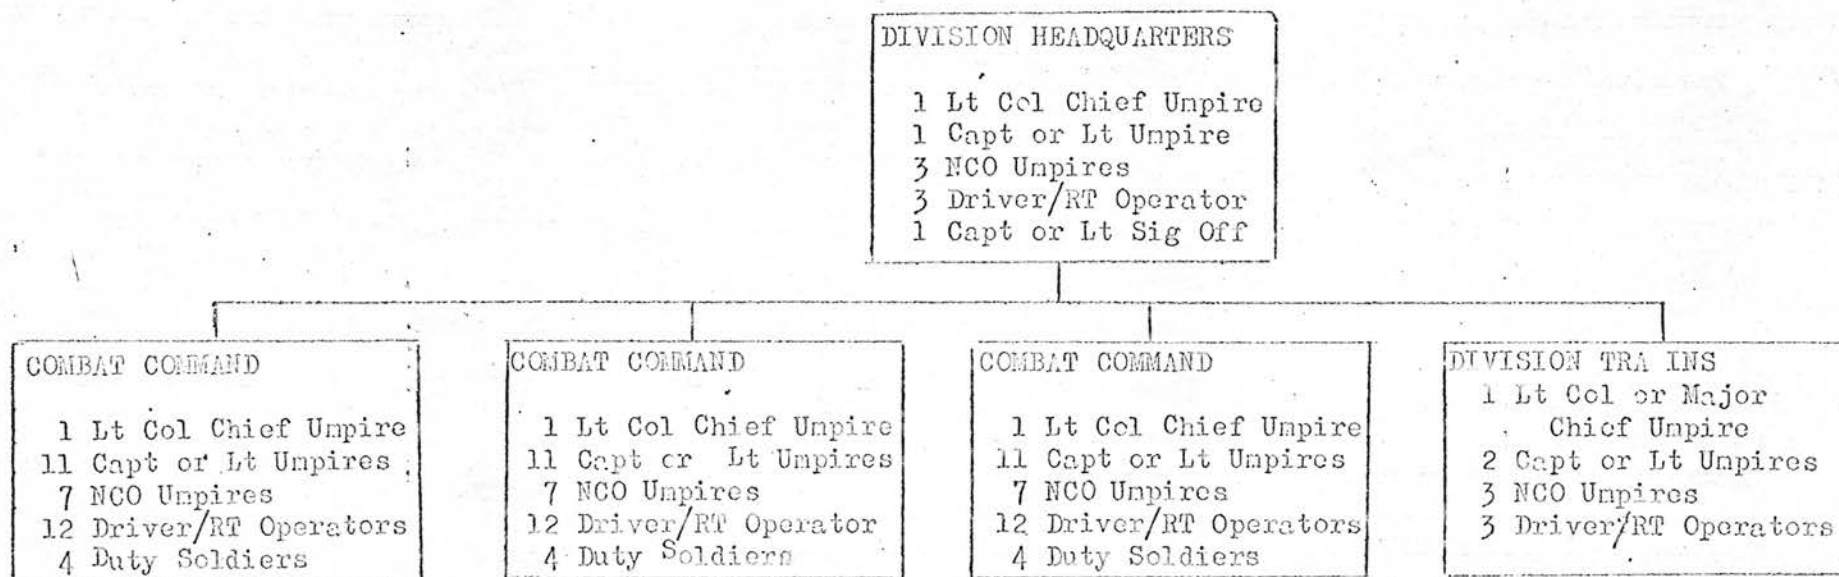 DIVISION HEADQUARTERS
1 Lt Col Chief Umpire
1 Capt or Lt Umpire
3 NCO Umpires
3 Driver/RT Operator
1 Capt or Lt Sig Off
COMBAT COMMAND
1 Lt Col Chief Umpire
11 Capt or Lt Umpires
7 NCO Umpires
12 Driver/RT Operators
4 Duty Soldiers
COMBAT COMMAND
1 Lt Col Chief Umpire
11 Capt or Lt Umpires
7 NCO Umpires
12 Driver/RT Operator
4 Duty Soldiers
COMBAT COMMAND
1 Lt Col Chief Umpire
11 Capt or Lt Umpires
7 NCO Umpires
12 Driver/RT Operators
4 Duty Soldiers
DIVISION TRA INS
1 Lt Col or Major
Chief Umpire
2 Capt or Lt Umpires
3 NCO Umpires
3 Driver/RT Operators